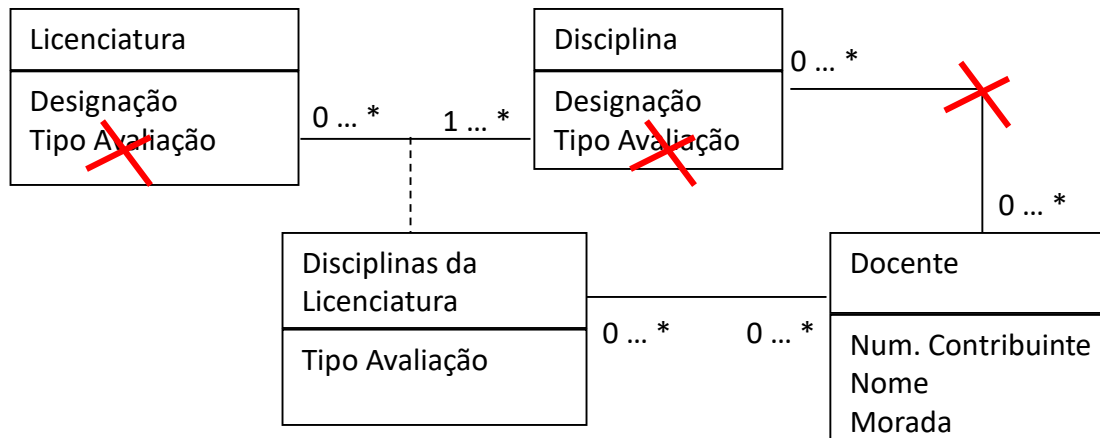 Licenciatura
Designação
Tipo Avaliação
0 ... *
1 ... *
Disciplina
Designação
Tipo Avaliação
0 ... *
0 ... *
Disciplinas da
Licenciatura
Tipo Avaliação
0 ... *
0 ... *
Docente
Num. Contribuinte
Nome
Morada